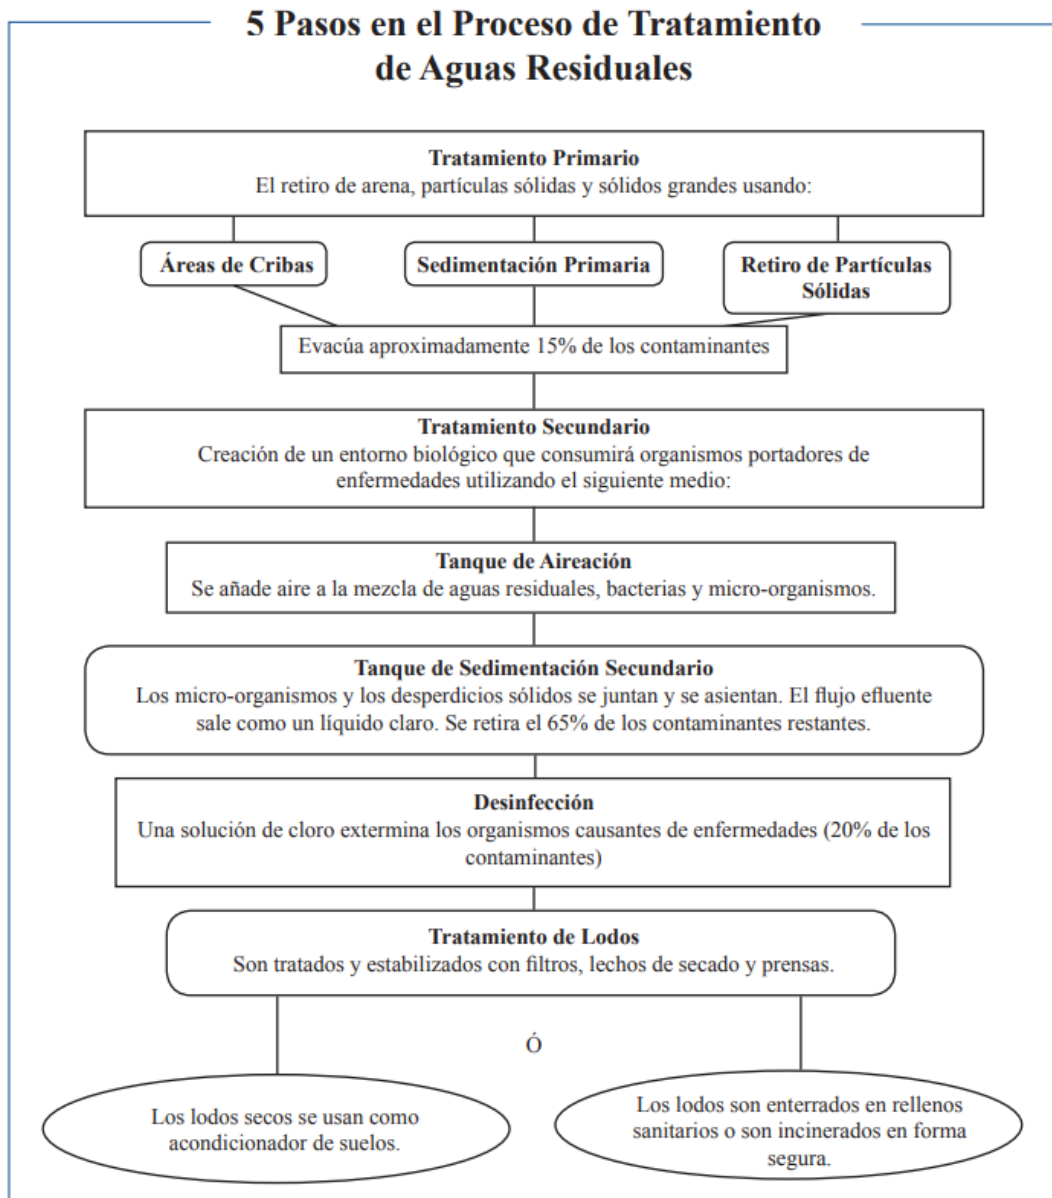 5 Pasos en el Proceso de Tratamiento
de Aguas Residuales
Tratamiento Primario
El retiro de arena, partículas sólidas y sólidos grandes usando:
Áreas de Cribas
Sedimentación Primaria
Retiro de Partículas
Sólidas
Evacúa aproximadamente 15% de los contaminantes
Tratamiento Secundario
Creación de un entorno biológico que consumirá organismos portadores de
enfermedades utilizando el siguiente medio:
Tanque de Aireación
Se añade aire a la mezcla de aguas residuales, bacterias y micro-organismos.
Tanque de Sedimentación Secundario
Los micro-organismos y los desperdicios sólidos se juntan y se asientan. El flujo efluente
sale como un líquido claro. Se retira el 65% de los contaminantes restantes.
Desinfección
Una solución de cloro extermina los organismos causantes de enfermedades (20% de los
contaminantes)
Tratamiento de Lodos
Son tratados y estabilizados con filtros, lechos de secado y prensas.
Ó
Los lodos secos se usan como
acondicionador de suelos.
Los lodos son enterrados en rellenos
sanitarios o son incinerados en forma
segura.